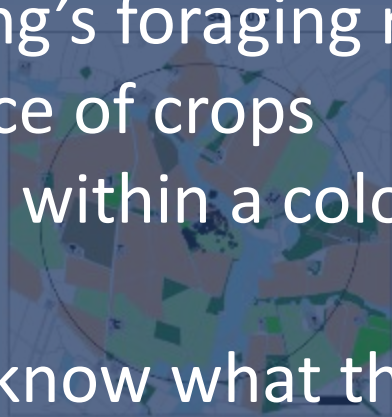 ng's foraging
ce of crops
within a colo
know what th